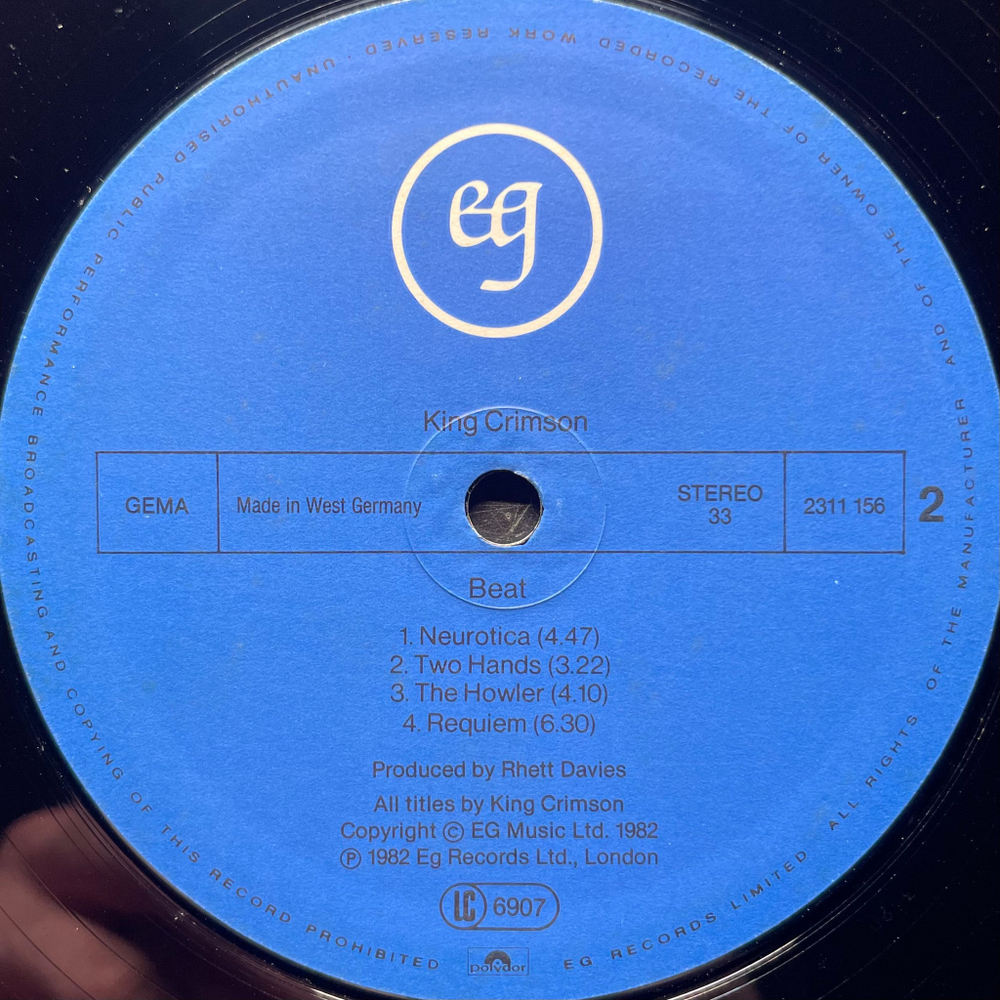 eg
King Crimson
GEMA
Made in West Germany
STEREO
33
2311 156
2
Beat
1. Neurotica (4.47)
2. Two Hands (3.22)
3. The Howler (4.10)
4. Requiem (6.30)
Produced by Rhett Davies
All titles by King Crimson
Copyright © EG Music Ltd. 1982
℗ 1982 Eg Records Ltd., London
LC 6907
polydor
EG RECORDS LIMITED ALL RIGHTS OF THE MANUFACTURER AND OF THE OWNER OF THE RECORDED WORK RESERVED · UNAUTHORISED PUBLIC PERFORMANCE BROADCASTING AND COPYING OF THIS RECORD PROHIBITED